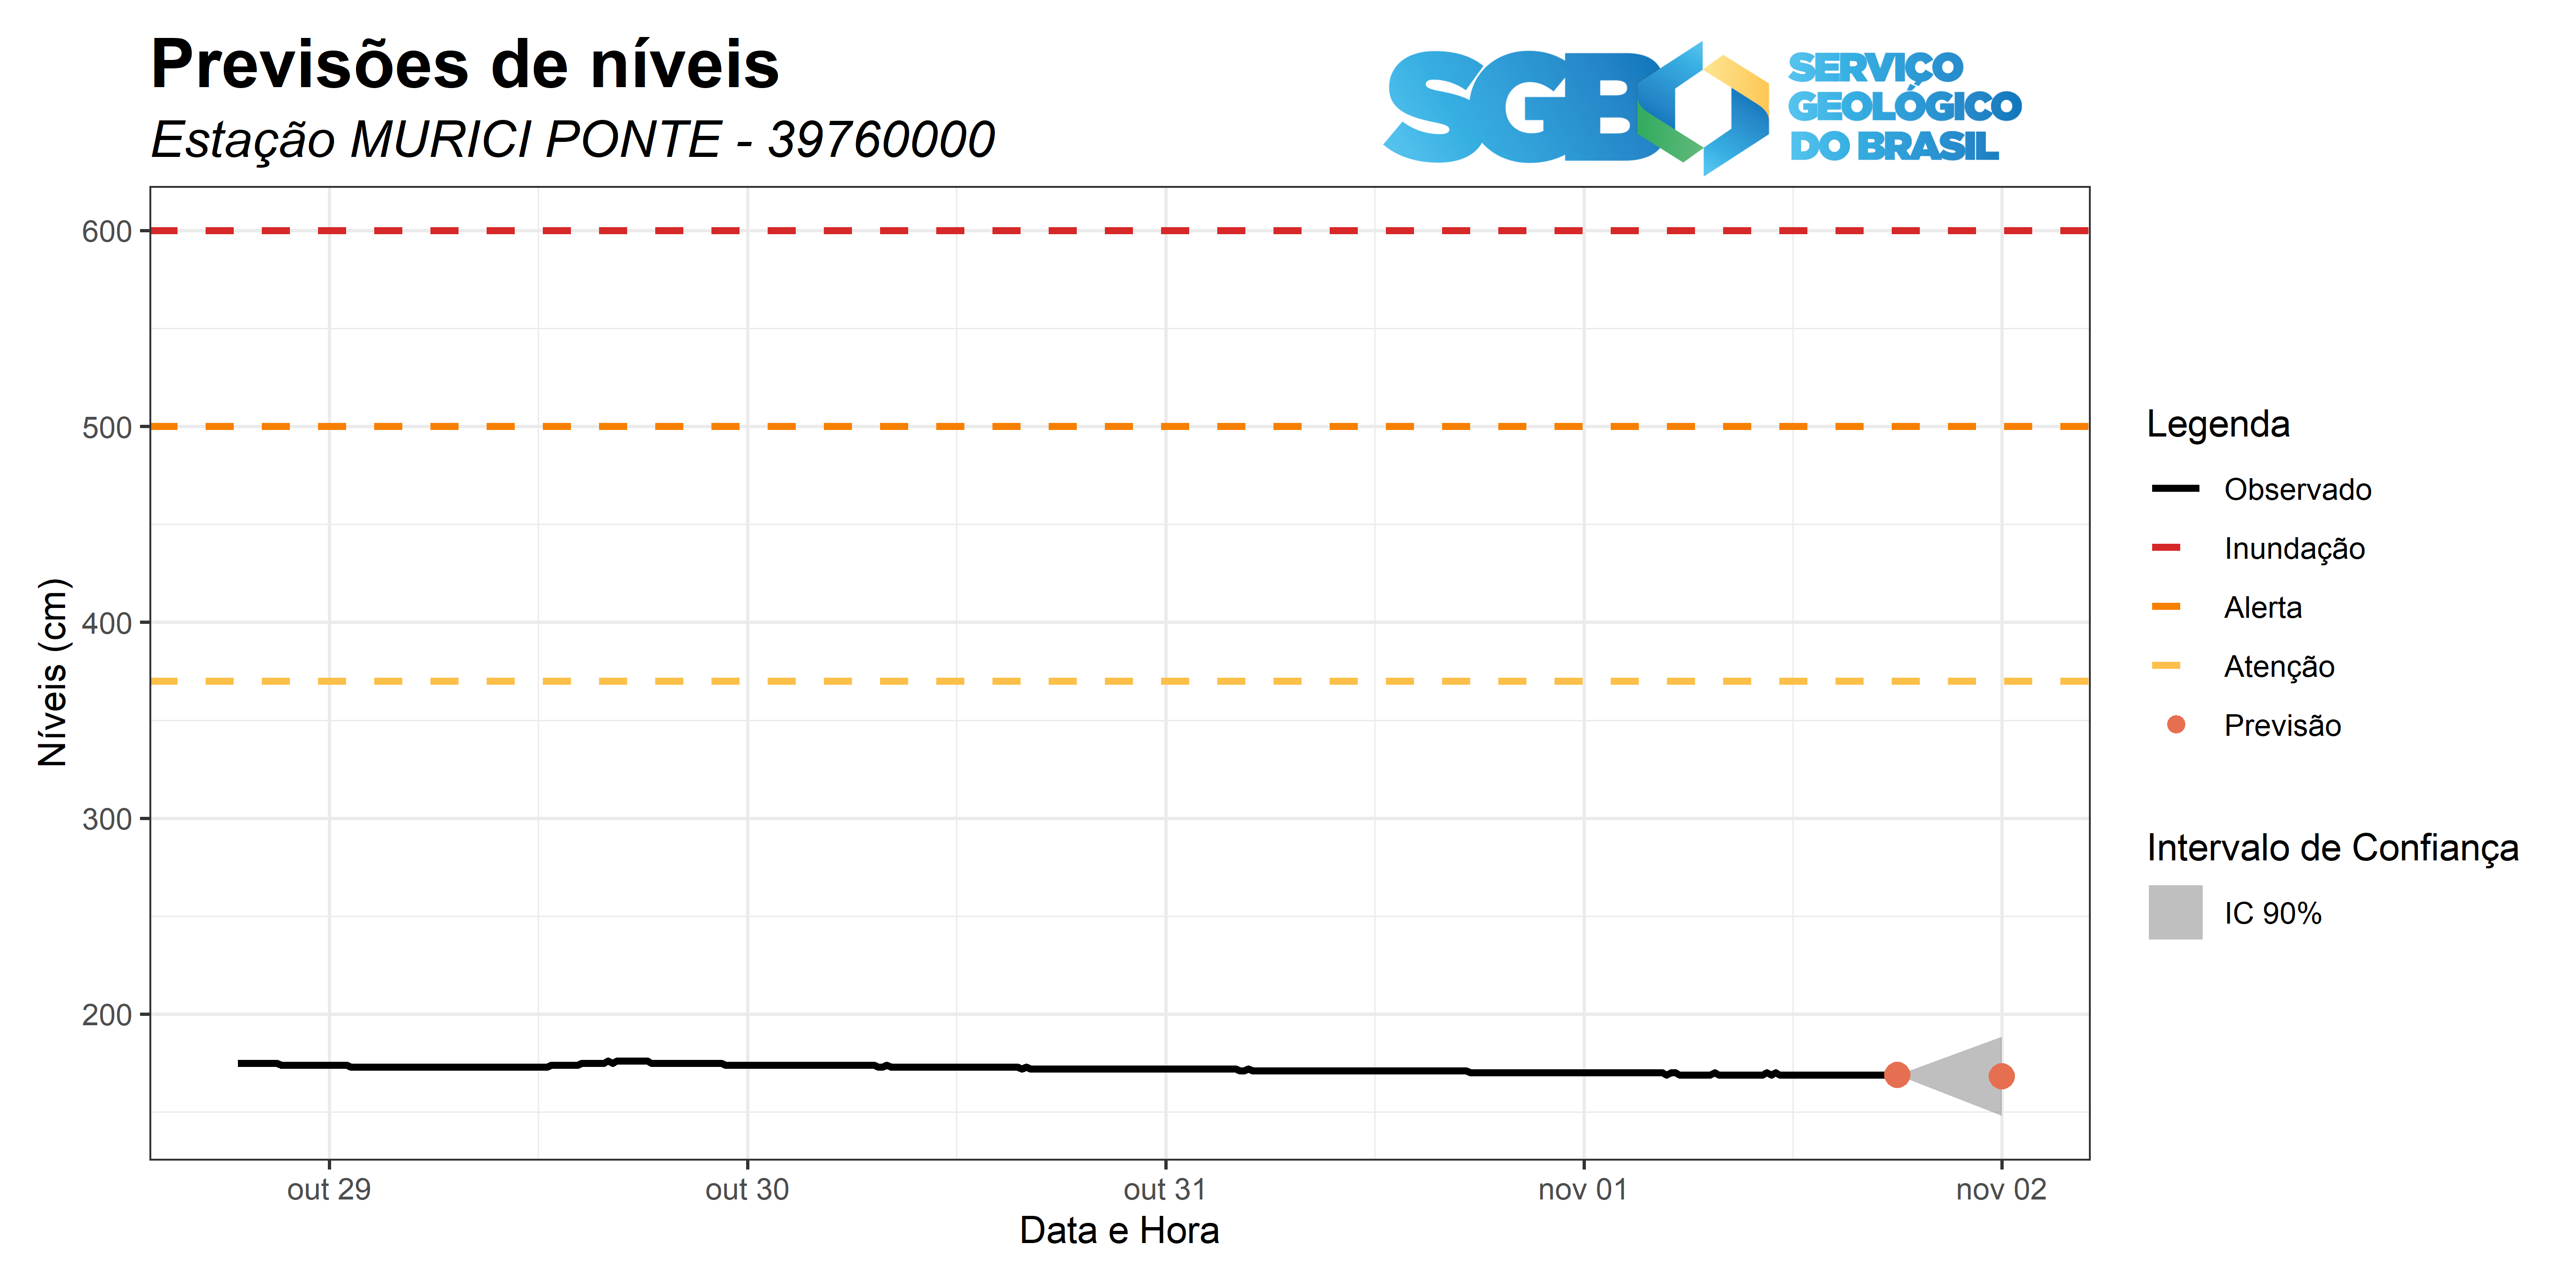 Previsões de níveis
Estação MURICI PONTE - 39760000
SGB
SERVIÇO
GEOLÓGICO
DO BRASIL
600
500
400
300
200
Níveis (cm)
out 29
out 30
out 31
nov 01
nov 02
Data e Hora
Legenda
Observado
Inundação
Alerta
Atenção
Previsão
Intervalo de Confiança
IC 90%